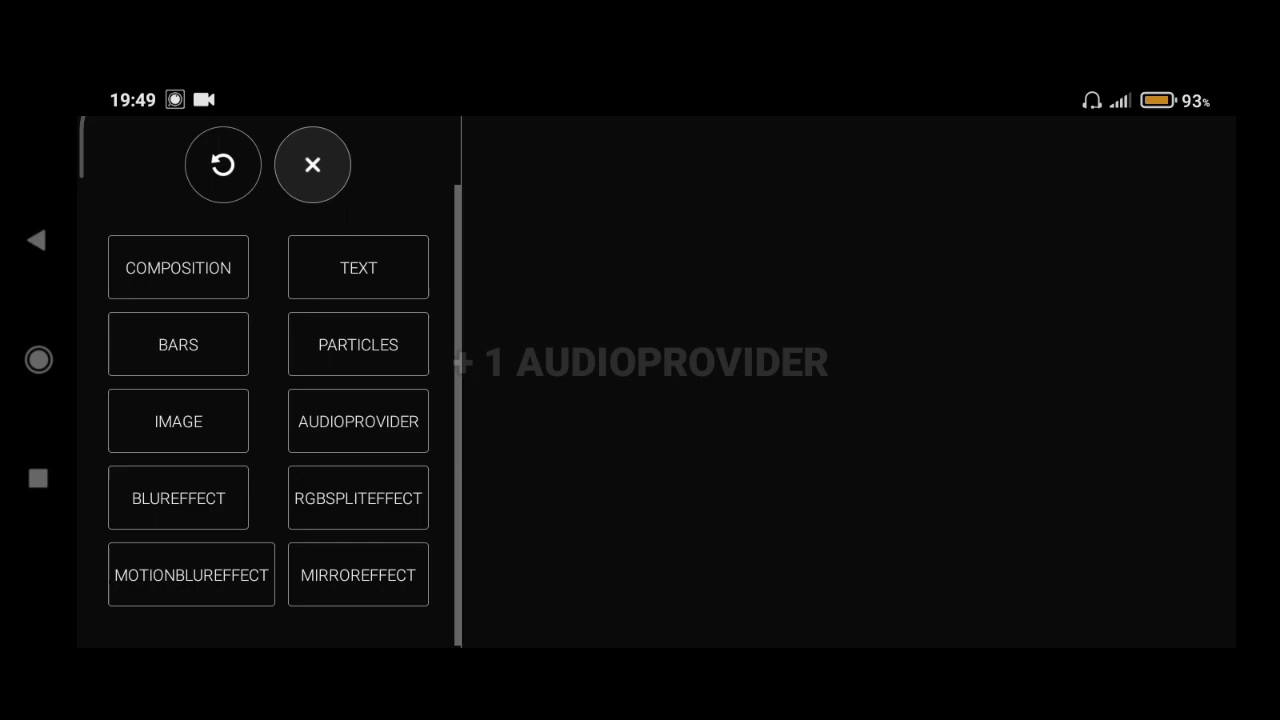 19:49 93%
COMPOSITION TEXT
BARS PARTICLES
+ 1 AUDIOPROVIDER
IMAGE AUDIOPROVIDER
BLUREFFECT RGBSPLITEFFECT
MOTIONBLUREFFECT MIRROREFFECT